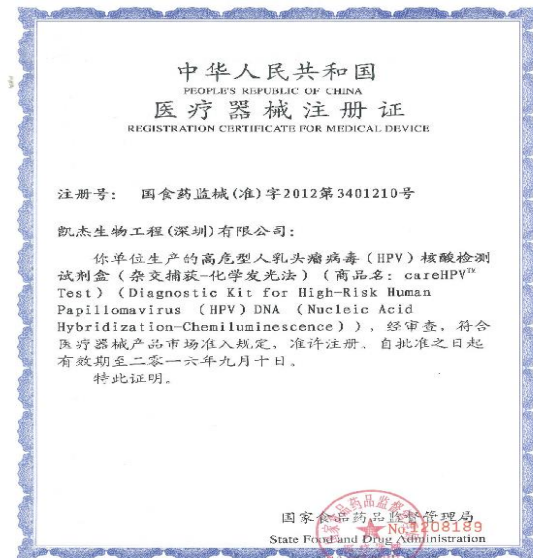 中华人民共和国
PEOPLE'S REPUBLIC OF CHINA
医疗器械注册证
REGISTRATION CERTIFICATE FOR MEDICAL DEVICE
注册号: 国食药监械(准)字2012第3401210号
凯杰生物工程(深圳)有限公司:
你单位生产的高危型人乳头瘤病毒(HPV)核酸检测
试剂盒(杂交捕获-化学发光法)(商品名: careHPV™
Test)(Diagnostic Kit for High-Risk Human
Papillomavirus (HPV) DNA (Nucleic Acid
Hybridization-Chemiluminescence)), 经审查, 符合
医疗器械产品市场准入规定, 准许注册, 自批准之日起
有效期至二零一六年九月十日。
特此证明。
国家食品药品监督管理局
No.1208189
State Food and Drug Administration